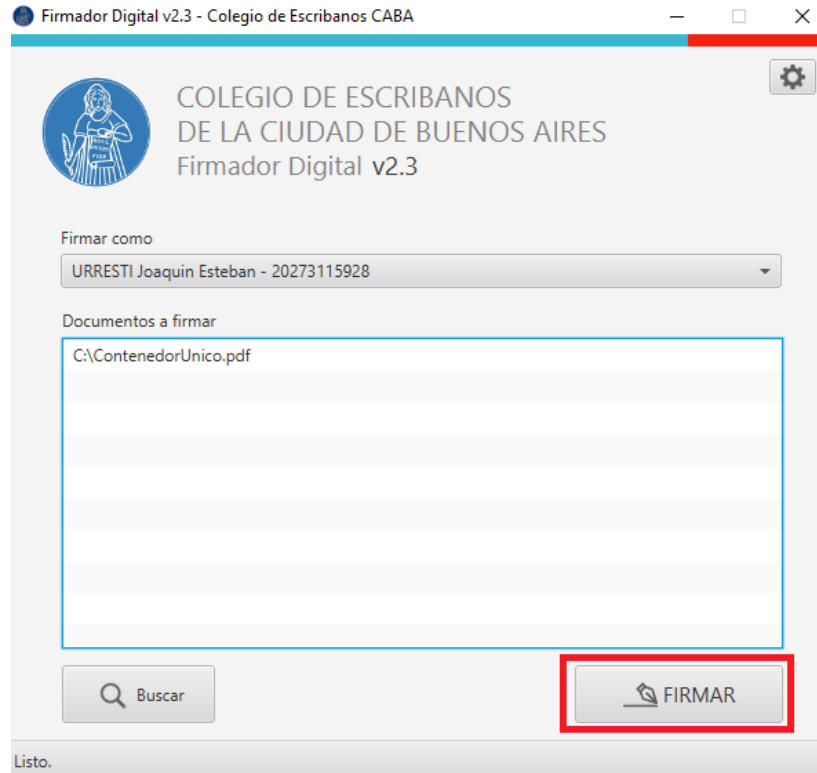 Firmador Digital v2.3 - Colegio de Escribanos CABA
COLEGIO DE ESCRIBANOS
DE LA CIUDAD DE BUENOS AIRES
Firmador Digital v2.3
Firmar como
URRESTI Joaquin Esteban - 20273115928
Documentos a firmar
C:\ContenedorUnico.pdf
Buscar
FIRMAR
Listo.